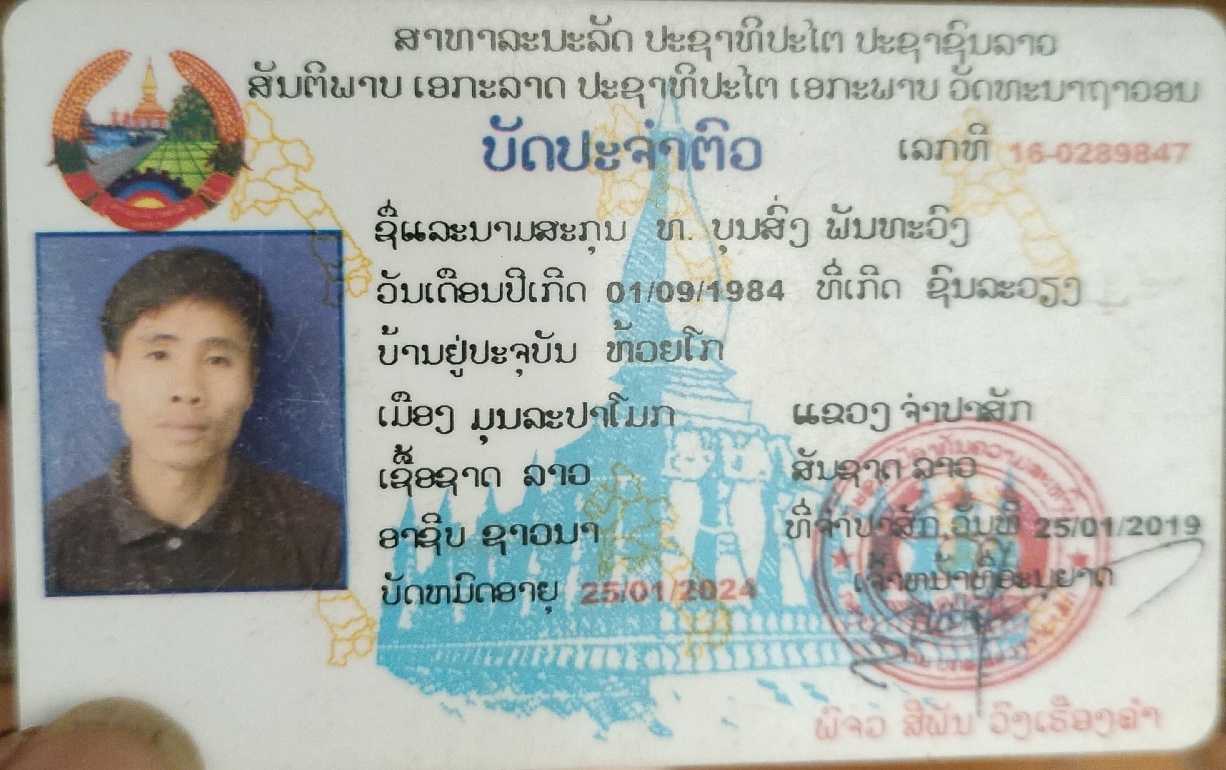 ສາທາລະນະລັດ ປະຊາທິປະໄຕ ປະຊາຊົນລາວ
ສັນຕິພາບ ເອກະລາດ ປະຊາທິປະໄຕ ເອກະພາບ ວັດທະນາຖາວອນ
ບັດປະຈຳຕົວ ເລກທີ 16-0289847
ຊື່ແລະນາມສະກຸນ ທ. ບຸນສົ່ງ ພັນທະວົງ
ວັນເດືອນປີເກີດ 01/09/1984 ທີ່ເກີດ ຊົນລະວຽງ
ບ້ານຢູ່ປະຈຸບັນ ຫ້ວຍໂກ
ເມືອງ ມຸນລະປາໂມກ ແຂວງ ຈຳປາສັກ
ເຊື້ອຊາດ ລາວ ສັນຊາດ ລາວ
ອາຊີບ ຊາວນາ ທີ່ຈຳປາສັກ,ວັນທີ 25/01/2019
ບັດຫມົດອາຍຸ 25/01/2024 ເຈົ້າຫນ້າທີ່ອະນຸຍາດ
ພົຈວ ສີພັນ ວົງເຮືອງຄຳ